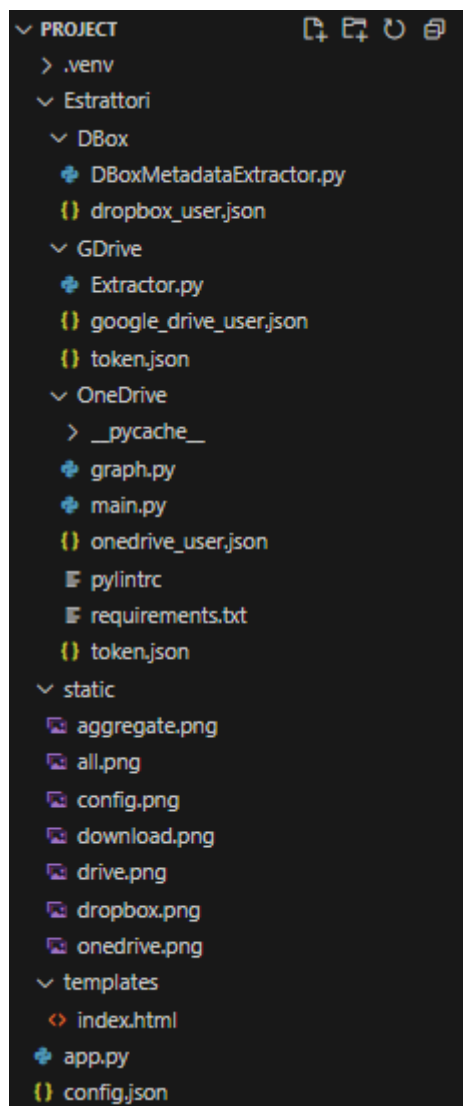 PROJECT
.venv
Estrattori
DBox
DBoxMetadataExtractor.py
dropbox_user.json
GDrive
Extractor.py
google_drive_user.json
token.json
OneDrive
__pycache__
graph.py
main.py
onedrive_user.json
pylintrc
requirements.txt
token.json
static
aggregate.png
all.png
config.png
download.png
drive.png
dropbox.png
onedrive.png
templates
index.html
app.py
config.json